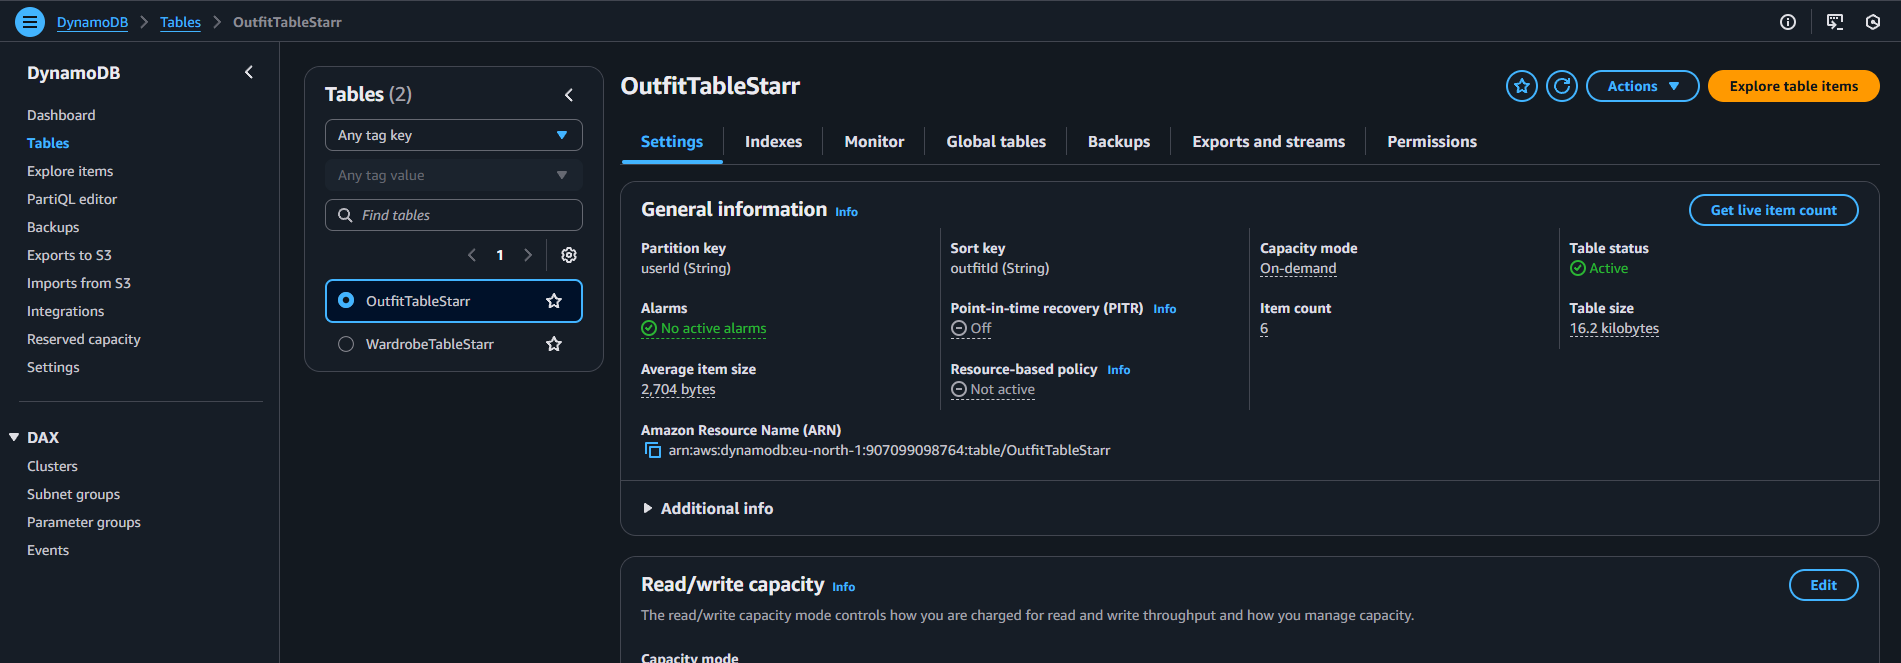 DynamoDB > Tables > OutfitTableStarr
DynamoDB
Dashboard
Tables
Explore items
PartiQL editor
Backups
Exports to S3
Imports from S3
Integrations
Reserved capacity
Settings
DAX
Clusters
Subnet groups
Parameter groups
Events
Tables (2)
Any tag key
Any tag value
Find tables
1
OutfitTableStarr
WardrobeTableStarr
OutfitTableStarr
Actions
Explore table items
Settings Indexes Monitor Global tables Backups Exports and streams Permissions
General information Info
Get live item count
Partition key
userId (String)
Sort key
outfitId (String)
Capacity mode
On-demand
Table status
Active
Alarms
No active alarms
Point-in-time recovery (PITR) Info
Off
Item count
6
Table size
16.2 kilobytes
Average item size
2,704 bytes
Resource-based policy Info
Not active
Amazon Resource Name (ARN)
arn:aws:dynamodb:eu-north-1:907099098764:table/OutfitTableStarr
Additional info
Read/write capacity Info
Edit
The read/write capacity mode controls how you are charged for read and write throughput and how you manage capacity.
Capacity mode